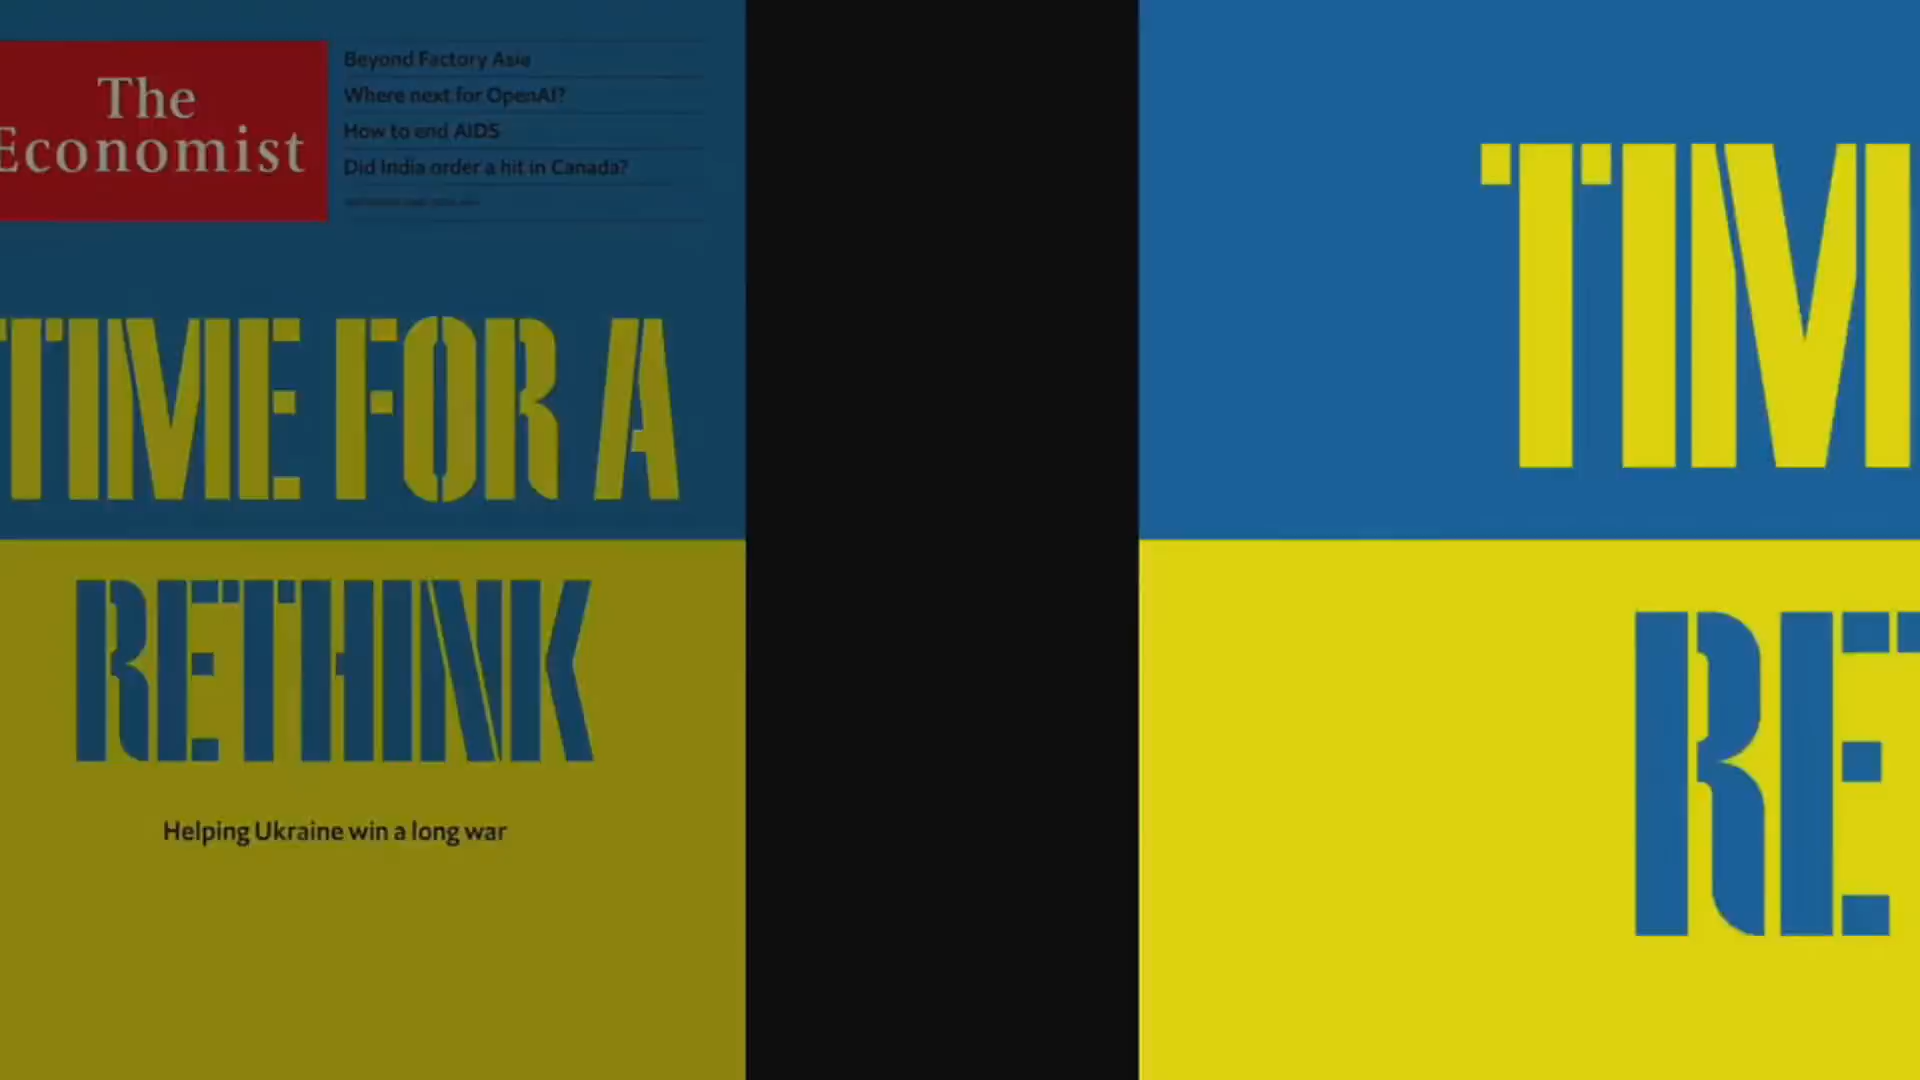 The
Economist
Beyond Factory Asia
Where next for OpenAI?
How to end AIDS
Did India order a hit in Canada?
TIME FOR A
RETHINK
Helping Ukraine win a long war
TIM
RE